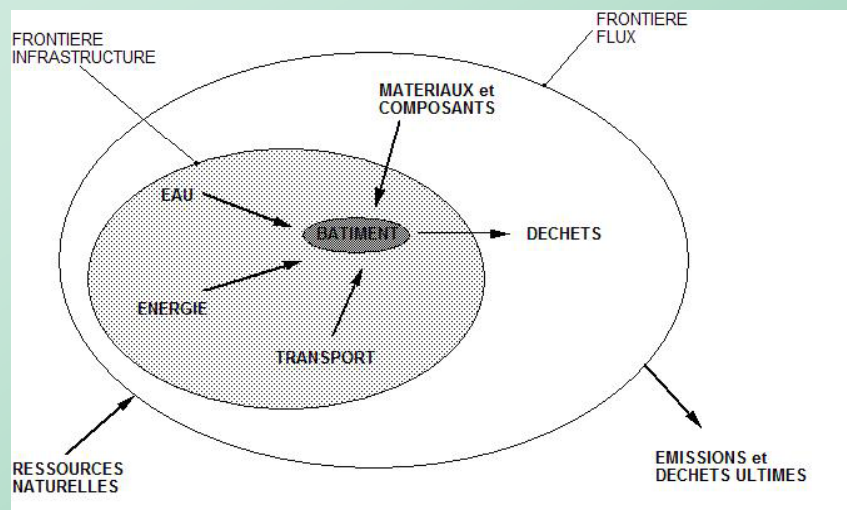 FRONTIERE
INFRASTRUCTURE
FRONTIERE
FLUX
MATERIAUX et
COMPOSANTS
EAU
BATIMENT
DECHETS
ENERGIE
TRANSPORT
RESSOURCES
NATURELLES
EMISSIONS et
DECHETS ULTIMES